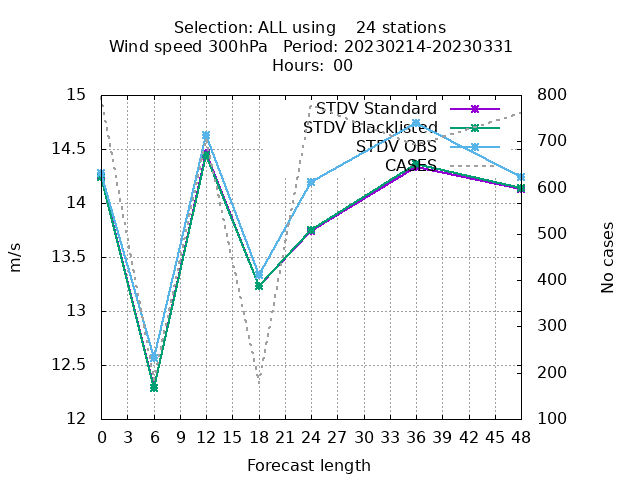 Selection: ALL using    24 stations
Wind speed 300hPa   Period: 20230214-20230331
Hours:  00
STDV Standard
STDV Blacklisted
STDV OBS
CASES
15
14.5
14
13.5
13
12.5
12
800
700
600
500
400
300
200
100
m/s
No cases
0 3 6 9 12 15 18 21 24 27 30 33 36 39 42 45 48
Forecast length